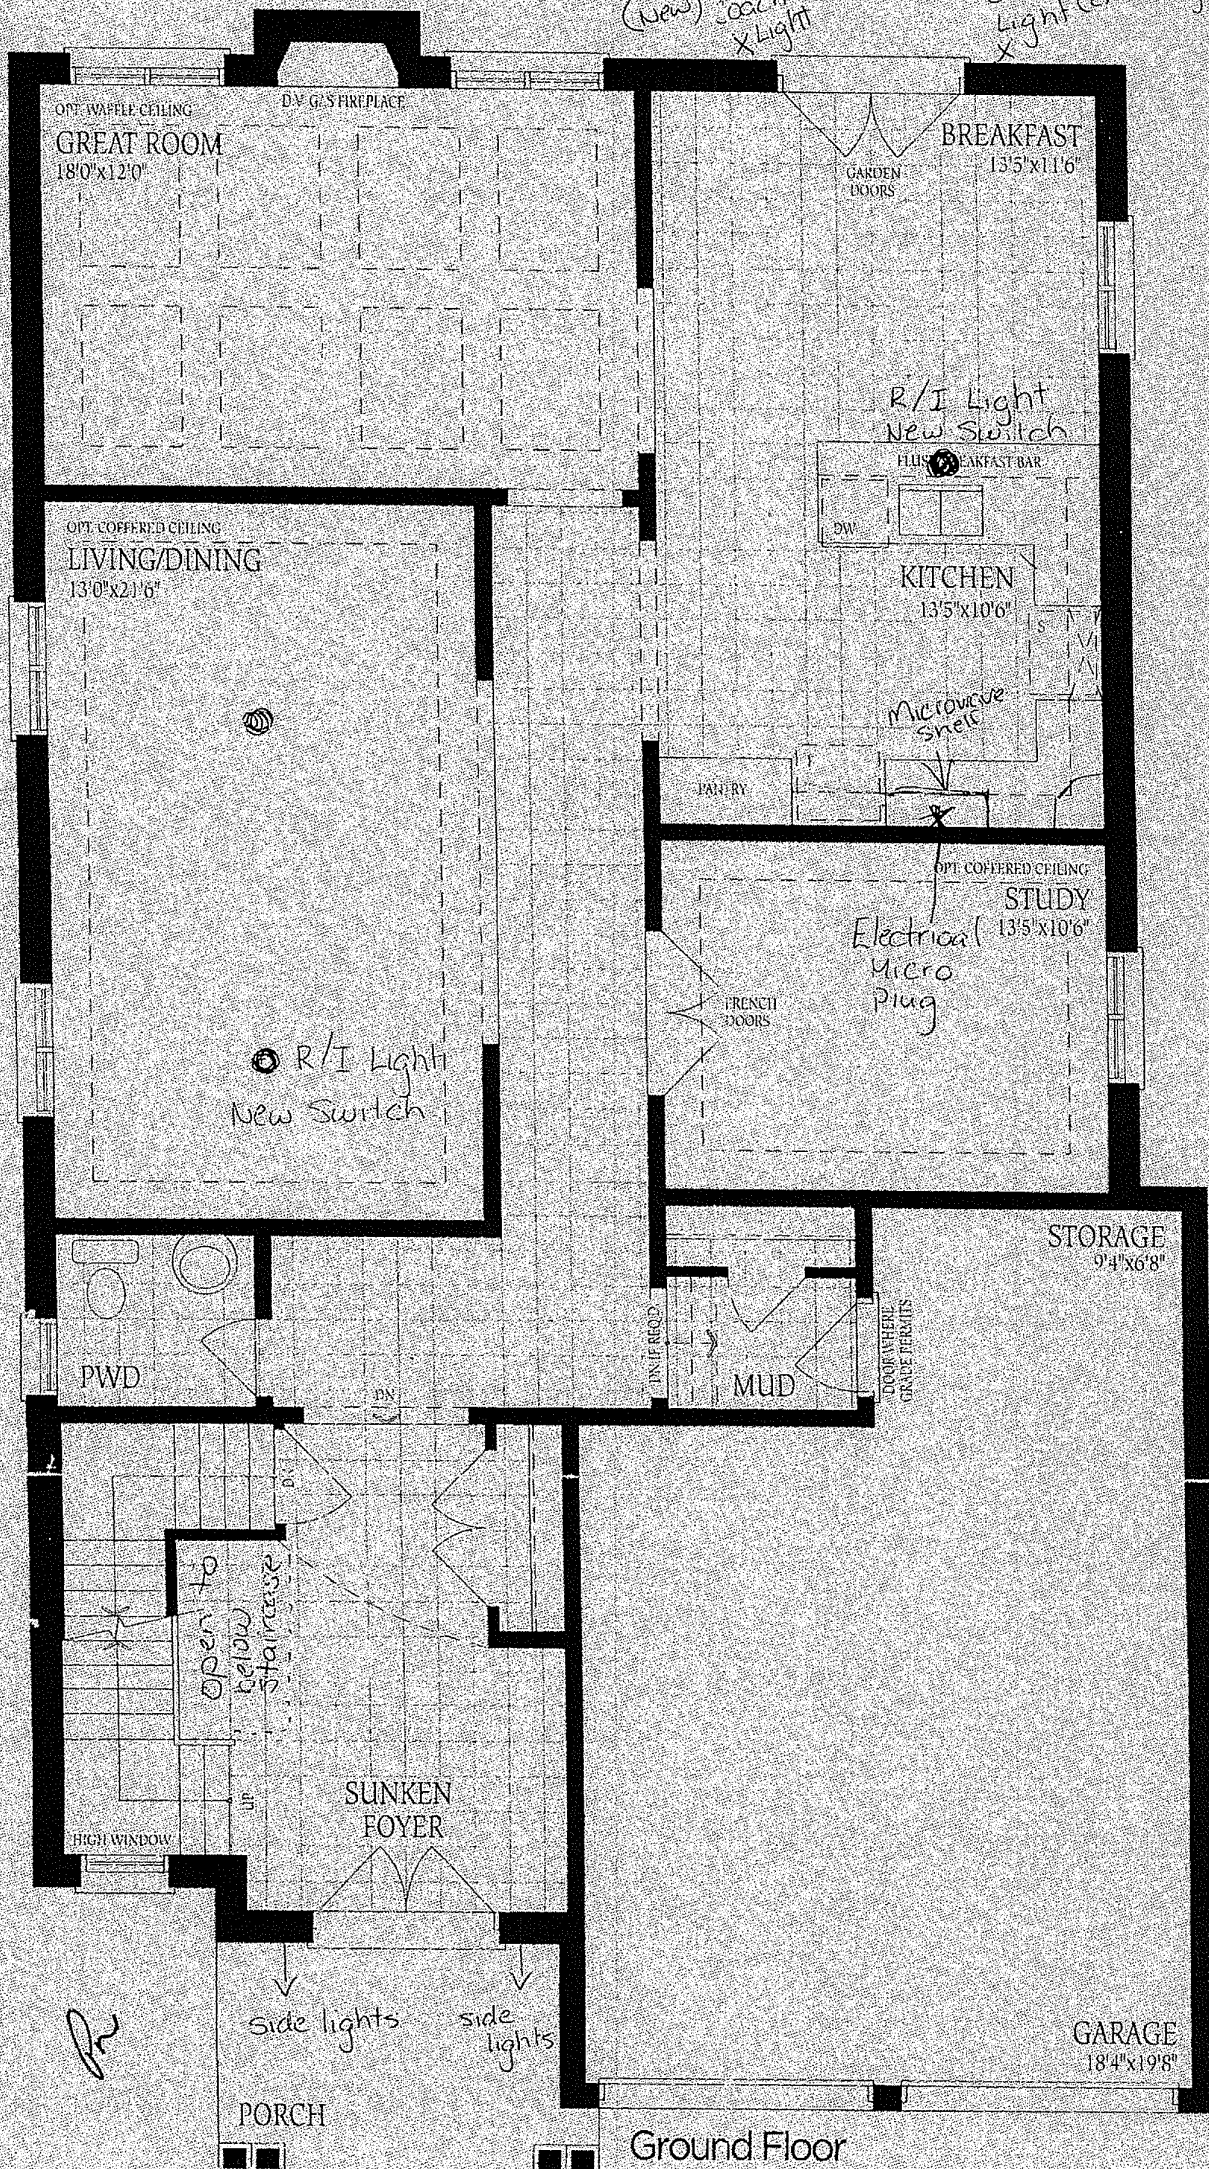 (New) Coach
X Light
Light
X
OPT. WAFFLE CEILING
GREAT ROOM
18'0"x12'0"
D.V. GAS FIREPLACE
BREAKFAST
13'5"x11'6"
GARDEN
DOORS
R/I Light
New Switch
FLUSH BREAKFAST BAR
DW
KITCHEN
13'5"x10'6"
S
Microwave
Shelf
PANTRY
X
OPT. COFFERED CEILING
LIVING/DINING
13'0"x21'6"
R/I Light
New Switch
OPT. COFFERED CEILING
STUDY
13'5"x10'6"
Electrical
Micro
Plug
FRENCH
DOORS
STORAGE
9'4"x6'8"
PWD
DN IF REQ'D
MUD
DOOR WHERE
GRADE PERMITS
DN
DN
Open to
below
Staircase
UP
HIGH WINDOW
SUNKEN
FOYER
Side lights
side
lights
GARAGE
18'4"x19'8"
PORCH
Ground Floor